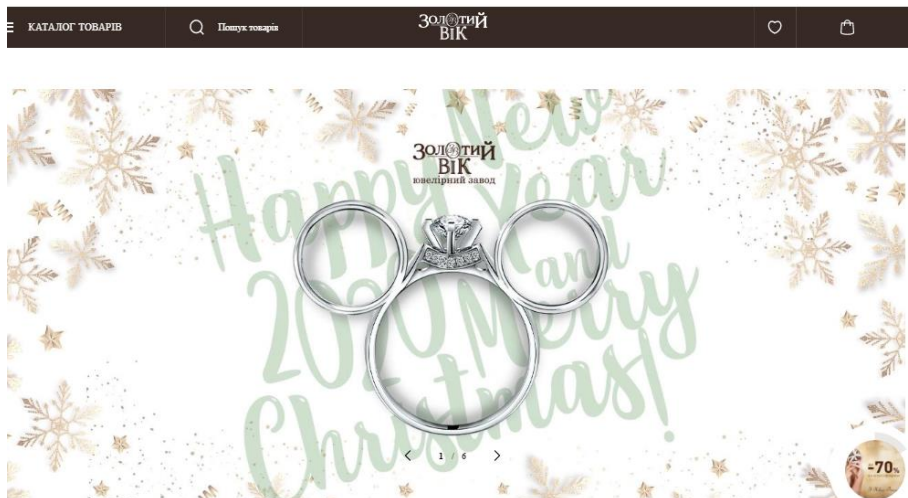 КАТАЛОГ ТОВАРІВ
Пошук товарів
ЗОЛОТИЙ
ВІК
ЗОЛОТИЙ
ВІК
ювелірний завод
Happy New
Year
2020 and
Merry
Christmas!
1 / 6
-70%